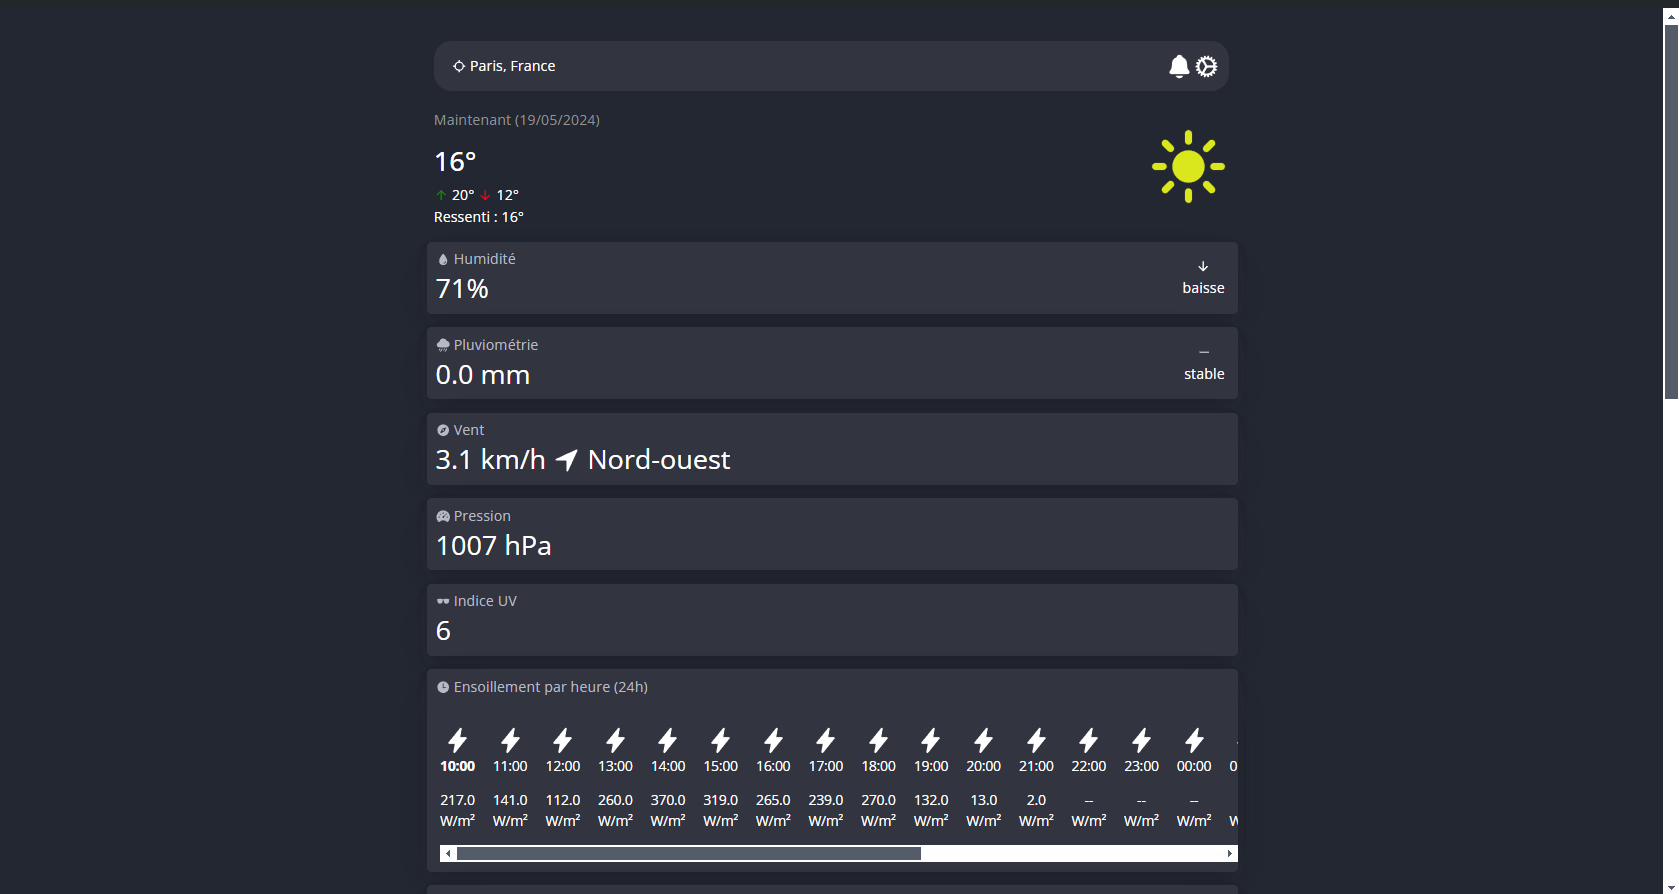 Paris, France
Maintenant (19/05/2024)
16°
20° 12°
Ressenti : 16°
Humidité
71%
baisse
Pluviométrie
0.0 mm
stable
Vent
3.1 km/h Nord-ouest
Pression
1007 hPa
Indice UV
6
Ensoillement par heure (24h)
10:00 11:00 12:00 13:00 14:00 15:00 16:00 17:00 18:00 19:00 20:00 21:00 22:00 23:00 00:00
217.0 141.0 112.0 260.0 370.0 319.0 265.0 239.0 270.0 132.0 13.0 2.0 -- -- --
W/m² W/m² W/m² W/m² W/m² W/m² W/m² W/m² W/m² W/m² W/m² W/m² W/m² W/m² W/m²